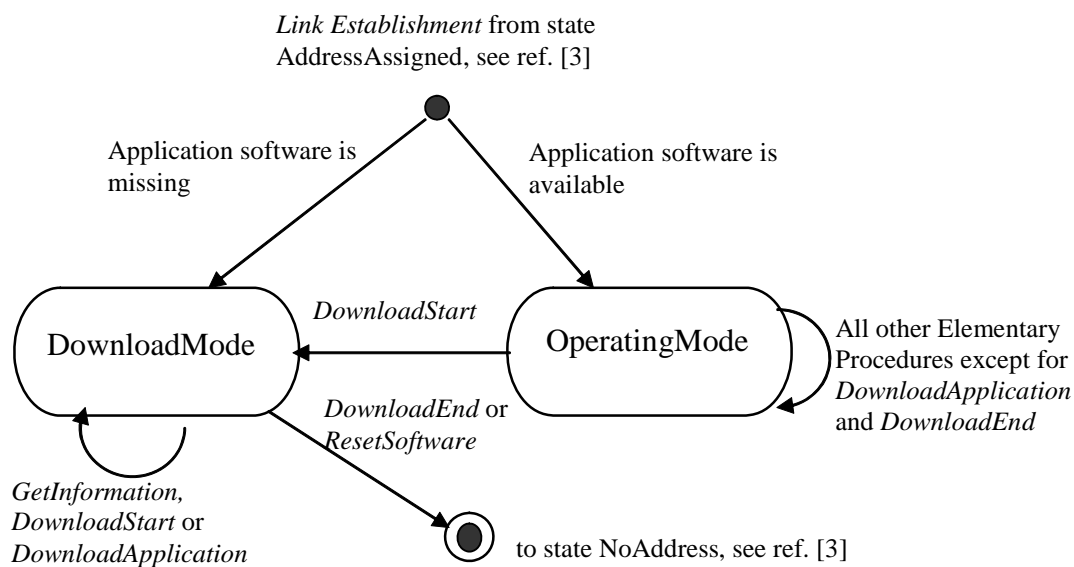 Link Establishment from state
AddressAssigned, see ref. [3]
Application software is
missing
Application software is
available
DownloadMode
DownloadStart
OperatingMode
All other Elementary
Procedures except for
DownloadApplication
and DownloadEnd
DownloadEnd or
ResetSoftware
GetInformation,
DownloadStart or
DownloadApplication
to state NoAddress, see ref. [3]